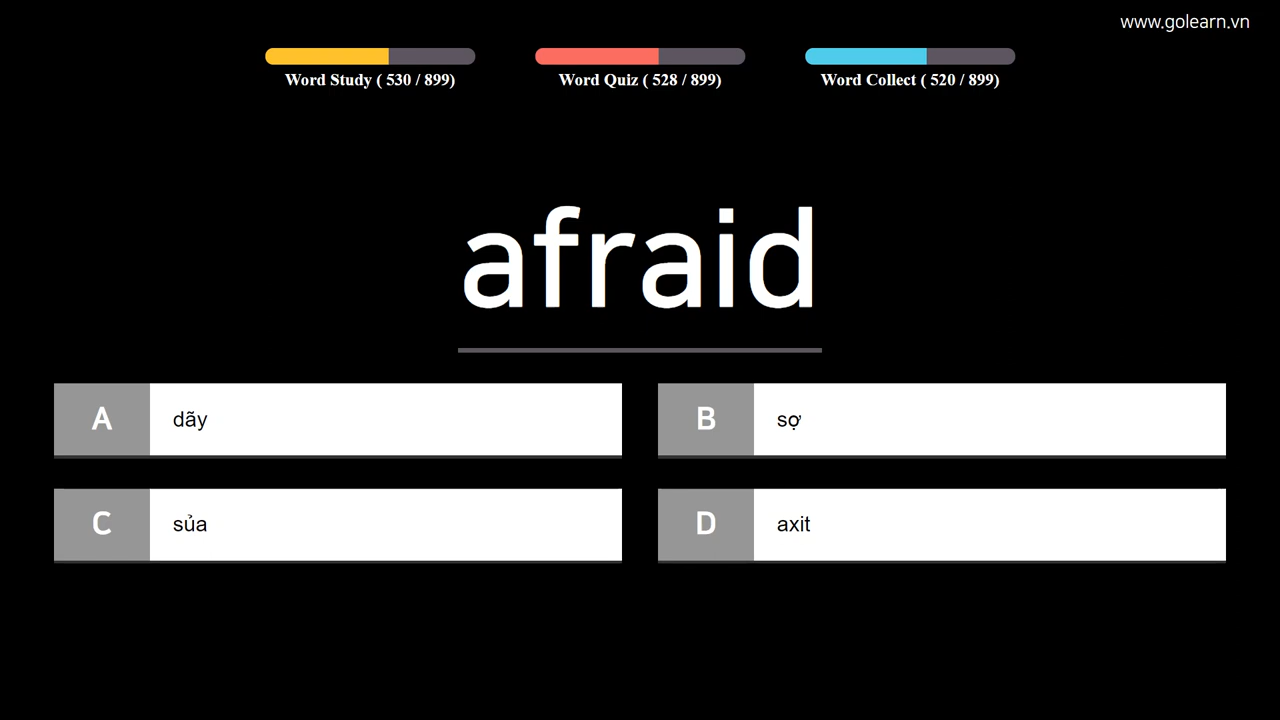 www.golearn.vn
Word Study ( 530 / 899)
Word Quiz ( 528 / 899)
Word Collect ( 520 / 899)
afraid
A dãy
B sợ
C sủa
D axit